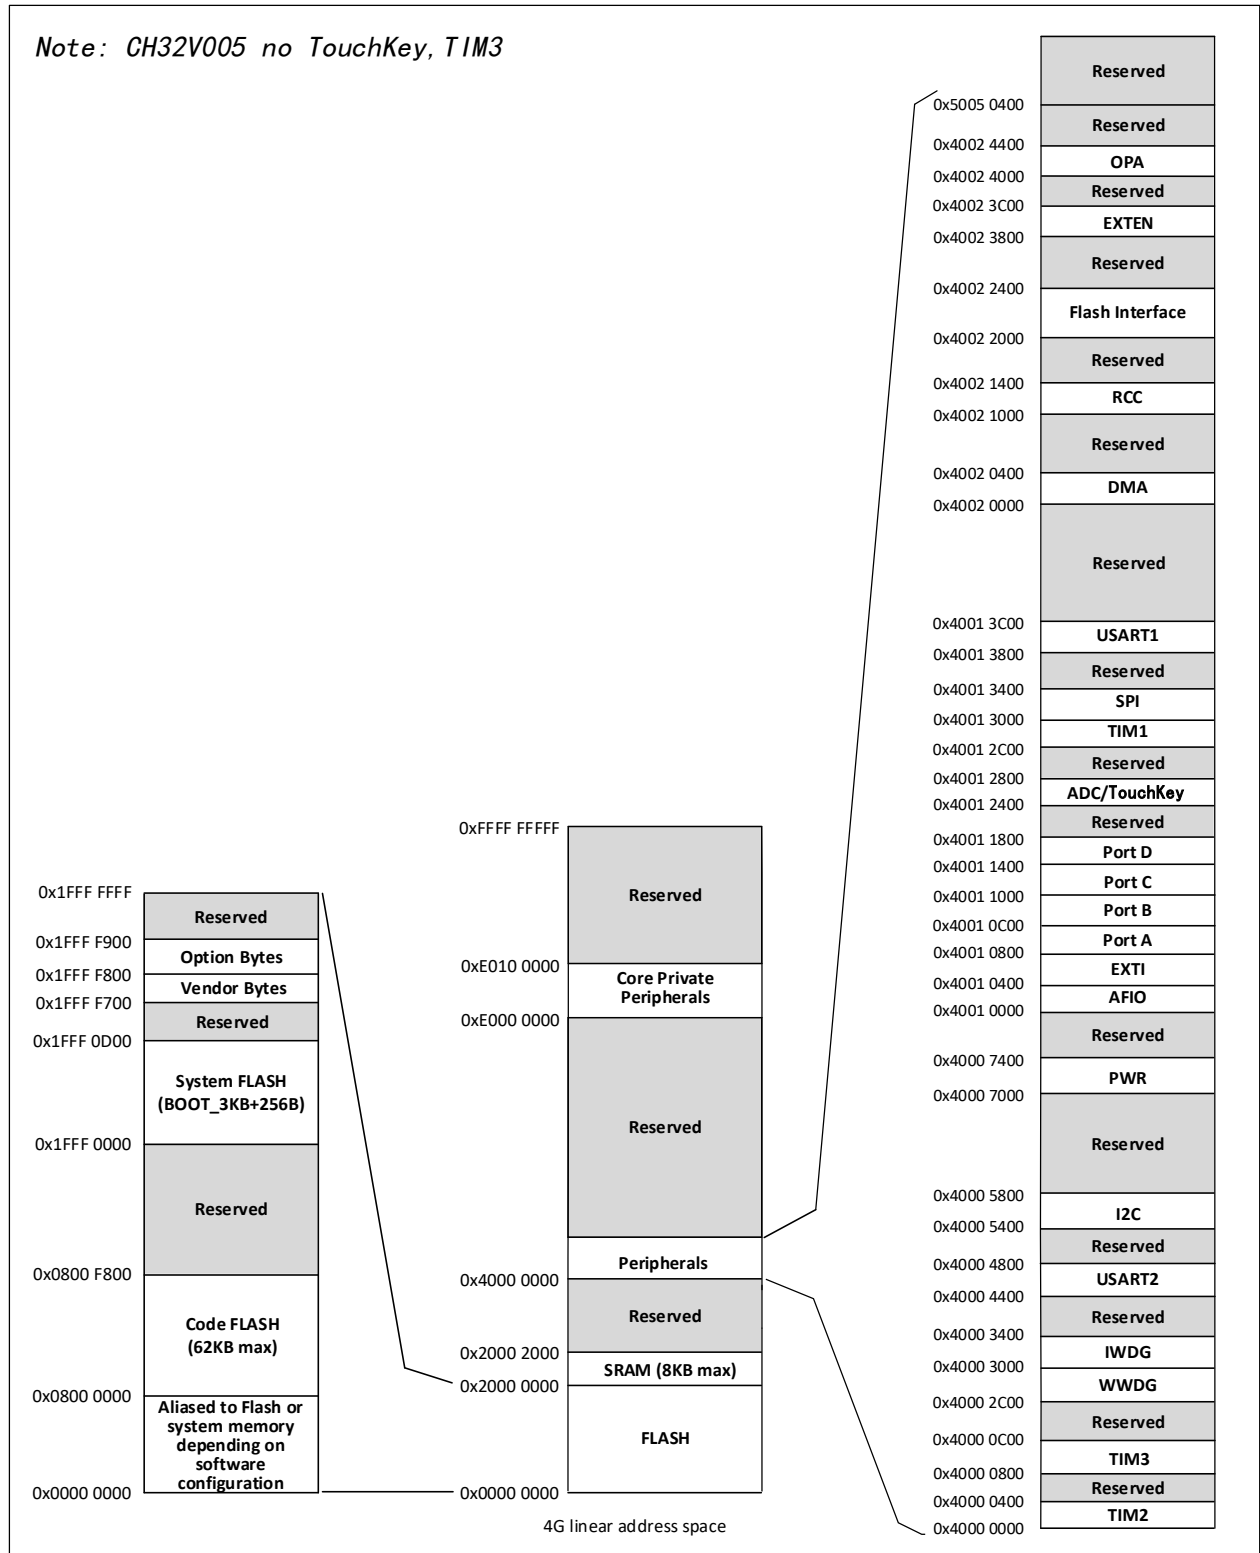 Note: CH32V005 no TouchKey, TIM3
0x1FFF FFFF
Reserved
0x1FFF F900
Option Bytes
0x1FFF F800
Vendor Bytes
0x1FFF F700
Reserved
0x1FFF 0D00
System FLASH
(BOOT_3KB+256B)
0x1FFF 0000
Reserved
0x0800 F800
Code FLASH
(62KB max)
0x0800 0000
Aliased to Flash or
system memory
depending on
software
configuration
0x0000 0000
0xFFFF FFFFF
Reserved
0xE010 0000
Core Private
Peripherals
0xE000 0000
Reserved
Peripherals
0x4000 0000
Reserved
0x2000 2000
SRAM (8KB max)
0x2000 0000
FLASH
0x0000 0000
4G linear address space
Reserved
0x5005 0400
Reserved
0x4002 4400
OPA
0x4002 4000
Reserved
0x4002 3C00
EXTEN
0x4002 3800
Reserved
0x4002 2400
Flash Interface
0x4002 2000
Reserved
0x4002 1400
RCC
0x4002 1000
Reserved
0x4002 0400
DMA
0x4002 0000
Reserved
0x4001 3C00
USART1
0x4001 3800
Reserved
0x4001 3400
SPI
0x4001 3000
TIM1
0x4001 2C00
Reserved
0x4001 2800
ADC/TouchKey
0x4001 2400
Reserved
0x4001 1800
Port D
0x4001 1400
Port C
0x4001 1000
Port B
0x4001 0C00
Port A
0x4001 0800
EXTI
0x4001 0400
AFIO
0x4001 0000
Reserved
0x4000 7400
PWR
0x4000 7000
Reserved
0x4000 5800
I2C
0x4000 5400
Reserved
0x4000 4800
USART2
0x4000 4400
Reserved
0x4000 3400
IWDG
0x4000 3000
WWDG
0x4000 2C00
Reserved
0x4000 0C00
TIM3
0x4000 0800
Reserved
0x4000 0400
TIM2
0x4000 0000